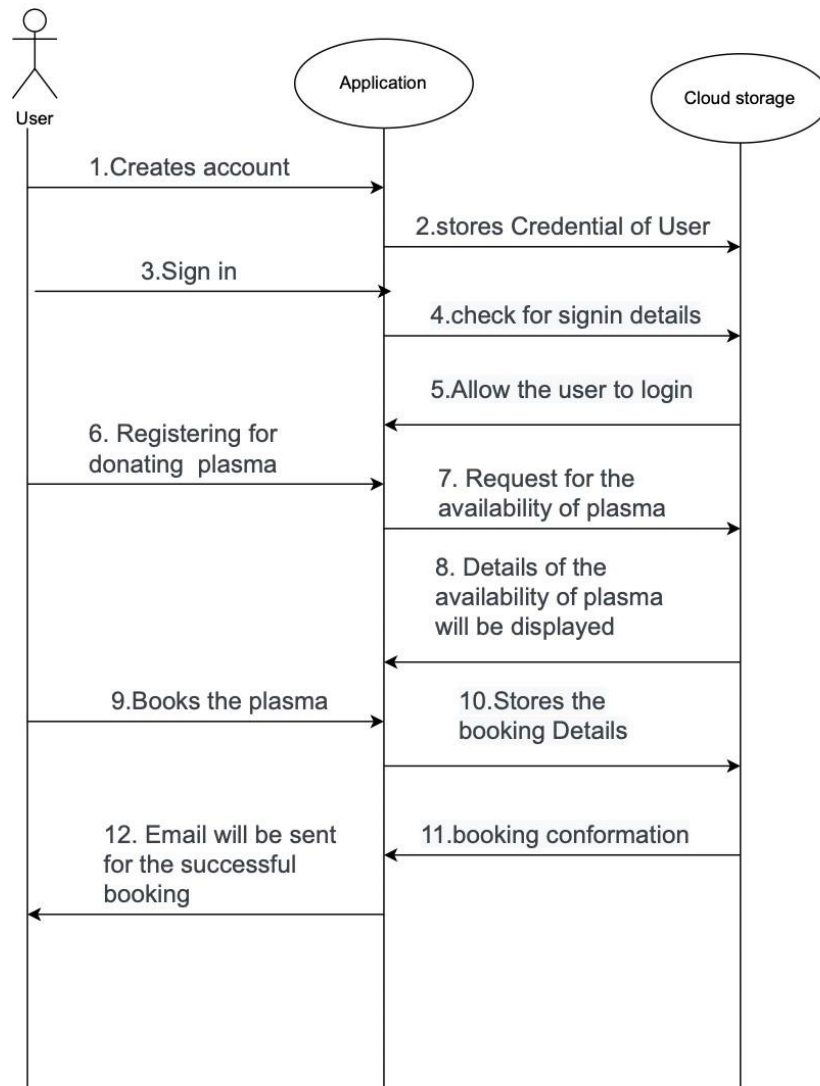 User
Application
Cloud storage
1.Creates account
2.stores Credential of User
3.Sign in
4.check for signin details
5.Allow the user to login
6. Registering for
donating plasma
7. Request for the
availability of plasma
8. Details of the
availability of plasma
will be displayed
9.Books the plasma
10.Stores the
booking Details
11.booking conformation
12. Email will be sent
for the successful
booking